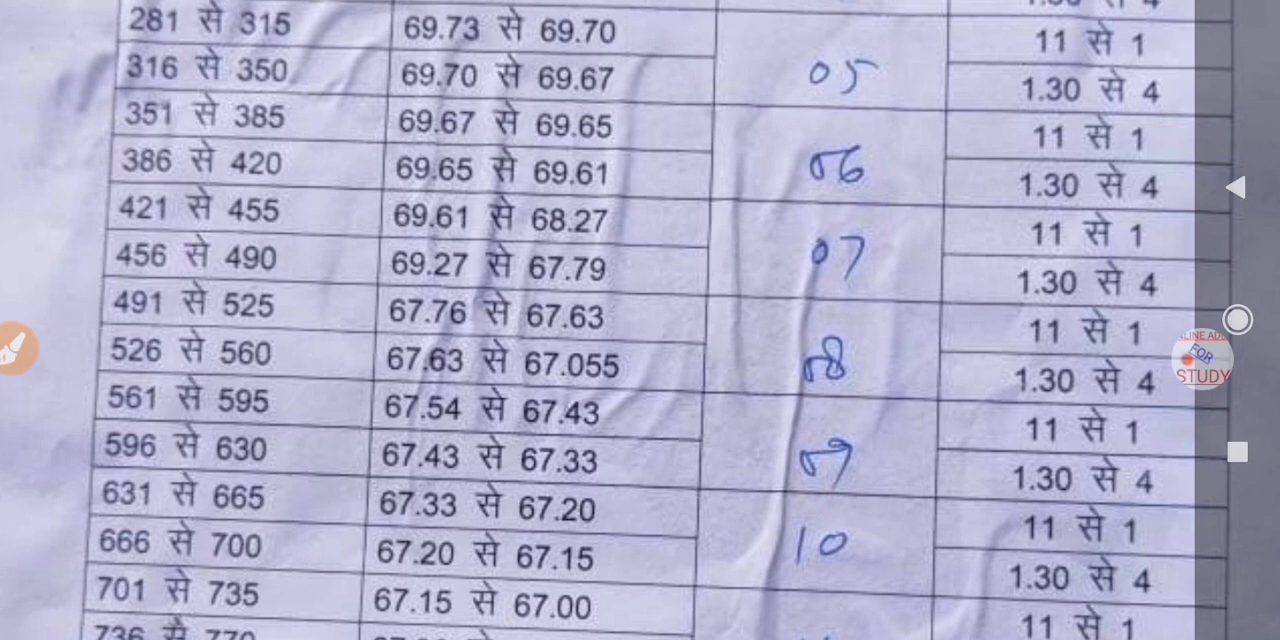 281 से 315 69.73 से 69.70 11 से 1
316 से 350 69.70 से 69.67 05 1.30 से 4
351 से 385 69.67 से 69.65 11 से 1
386 से 420 69.65 से 69.61 06 1.30 से 4
421 से 455 69.61 से 68.27 11 से 1
456 से 490 69.27 से 67.79 07 1.30 से 4
491 से 525 67.76 से 67.63 11 से 1
526 से 560 67.63 से 67.055 08 1.30 से 4
561 से 595 67.54 से 67.43 11 से 1
596 से 630 67.43 से 67.33 09 1.30 से 4
631 से 665 67.33 से 67.20 11 से 1
666 से 700 67.20 से 67.15 10 1.30 से 4
701 से 735 67.15 से 67.00 11 से 1
736 से 770
FOR
STUDY